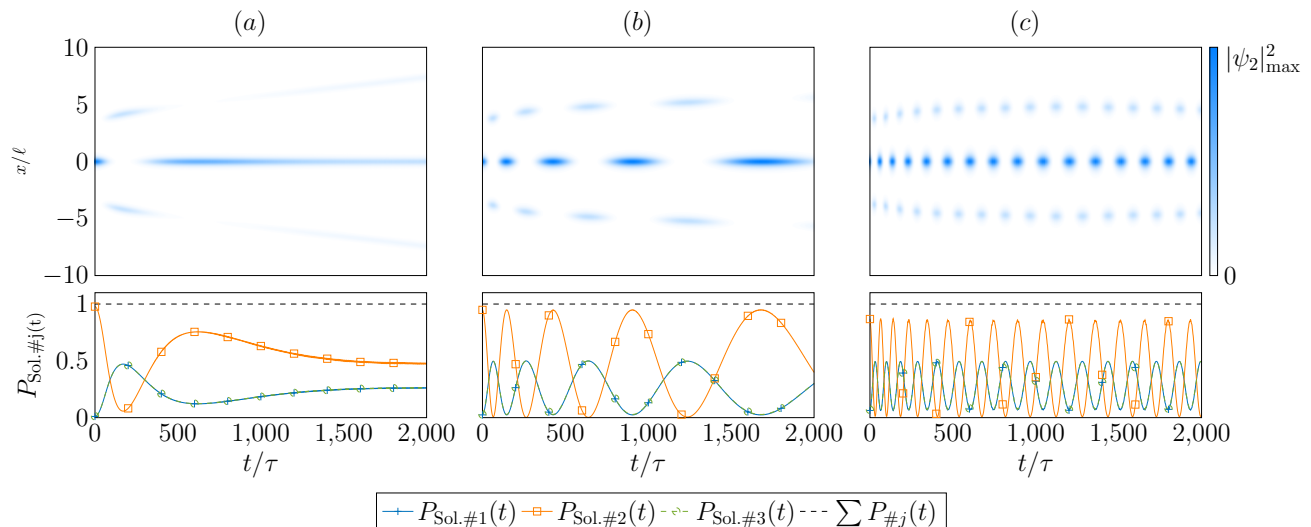 (a) (b) (c)
10
5
0
−5
−10
x/ℓ
|ψ₂|²max
0
1
0.5
0
P_Sol.#j(t)
0 500 1,000 1,500 2,000
0 500 1,000 1,500 2,000
0 500 1,000 1,500 2,000
t/τ t/τ t/τ
P_Sol.#1(t) P_Sol.#2(t) P_Sol.#3(t) ∑ P_#j(t)